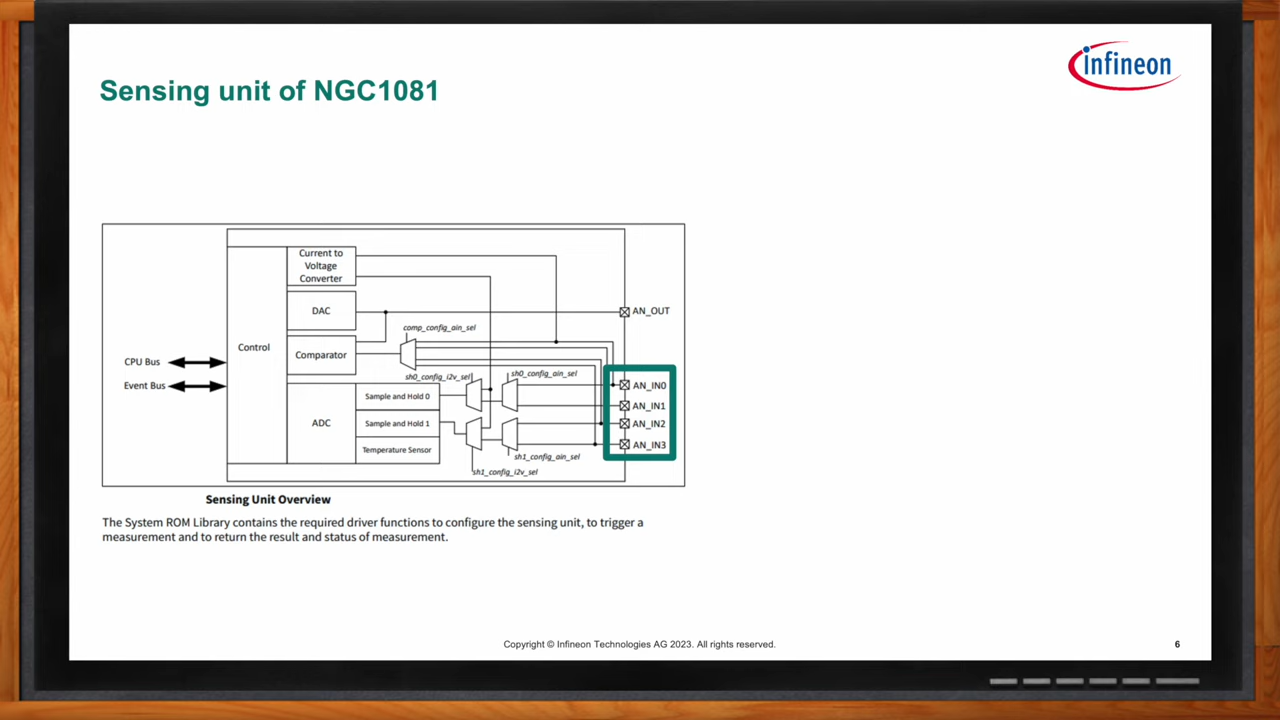 infineon
Sensing unit of NGC1081
Current to
Voltage
Converter
DAC
AN_OUT
comp_config_ain_sel
Control
Comparator
CPU Bus
Event Bus
sh0_config_i2v_sel
sh0_config_ain_sel
AN_IN0
Sample and Hold 0
AN_IN1
ADC
Sample and Hold 1
AN_IN2
AN_IN3
Temperature Sensor
sh1_config_ain_sel
sh1_config_i2v_sel
Sensing Unit Overview
The System ROM Library contains the required driver functions to configure the sensing unit, to trigger a
measurement and to return the result and status of measurement.
Copyright © Infineon Technologies AG 2023. All rights reserved.
6